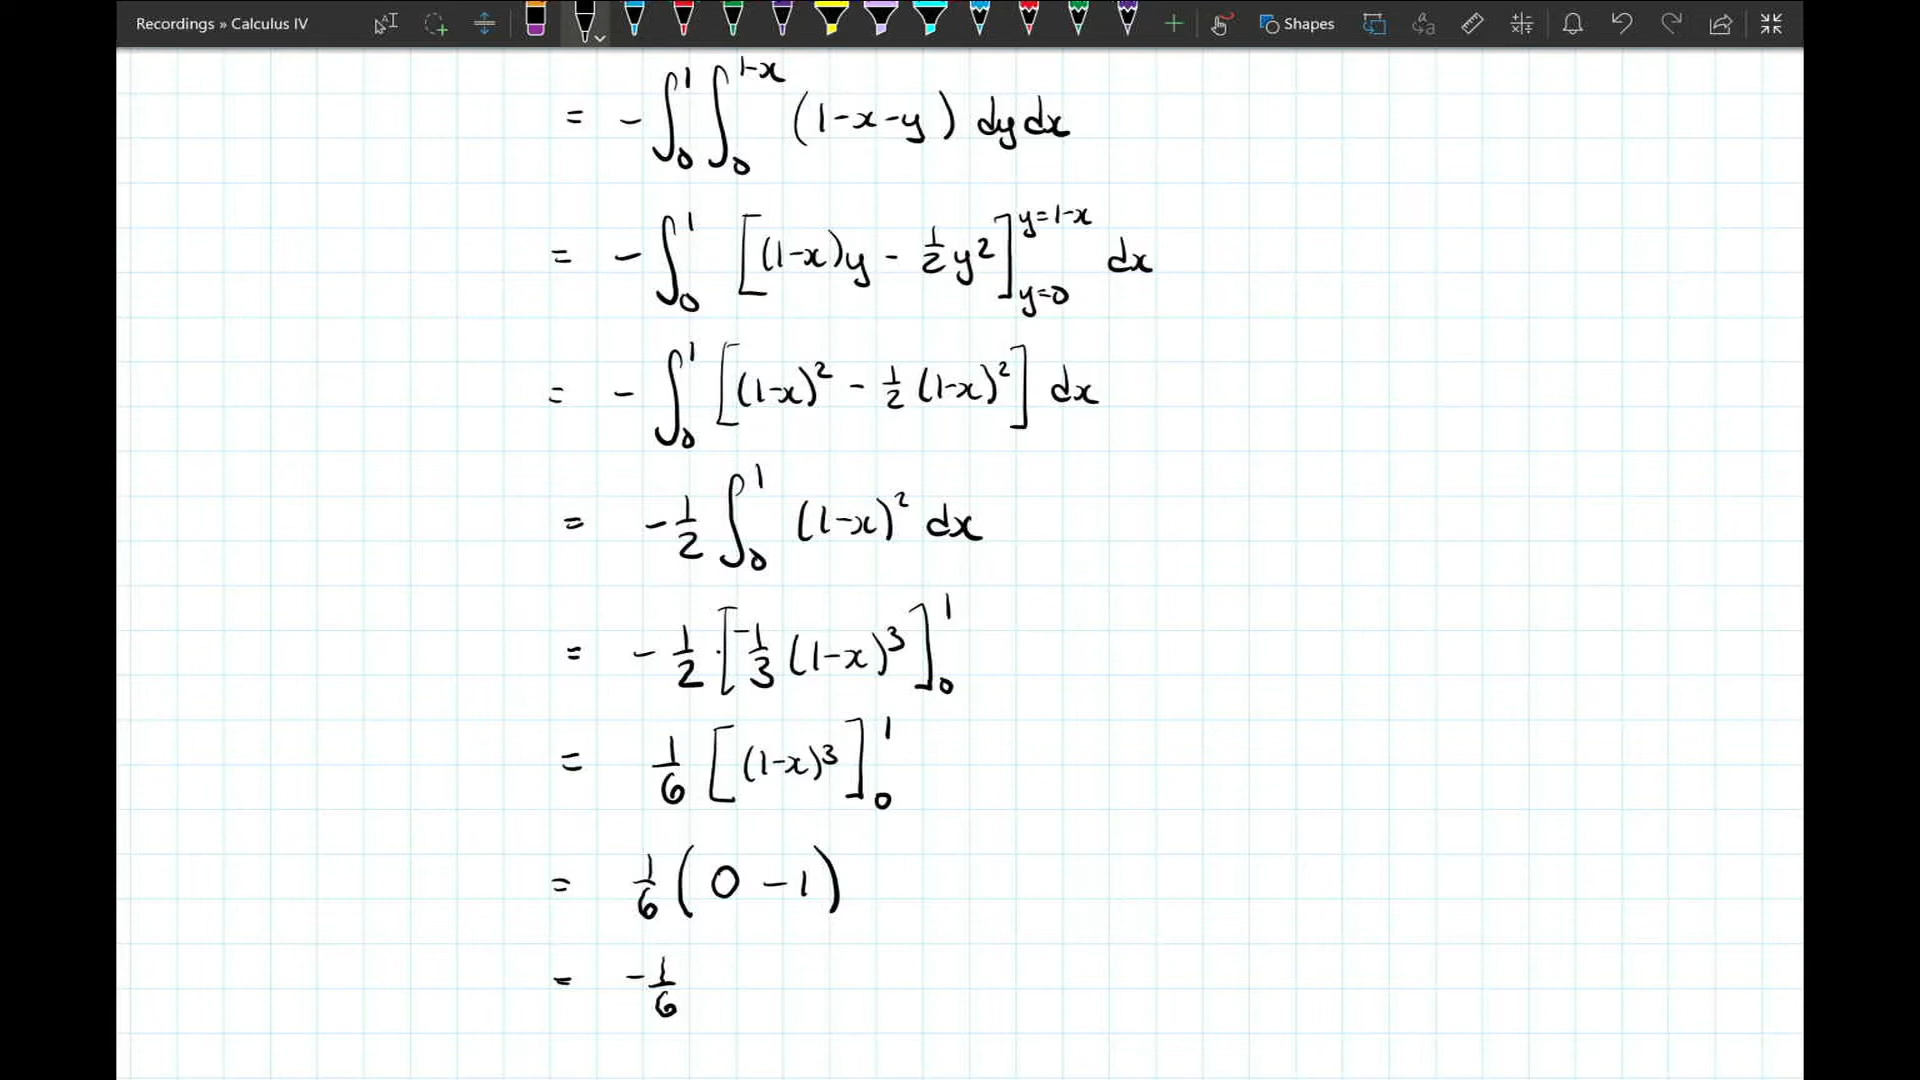 Recordings » Calculus IV
Shapes
= - ∫₀¹ ∫₀^{1-x} (1-x-y) dy dx
= - ∫₀¹ [(1-x)y - 1/2 y²]_{y=0}^{y=1-x} dx
= - ∫₀¹ [(1-x)² - 1/2 (1-x)²] dx
= -1/2 ∫₀¹ (1-x)² dx
= - 1/2 · [-1/3 (1-x)³]₀¹
= 1/6 [(1-x)³]₀¹
= 1/6 (0 - 1)
= -1/6